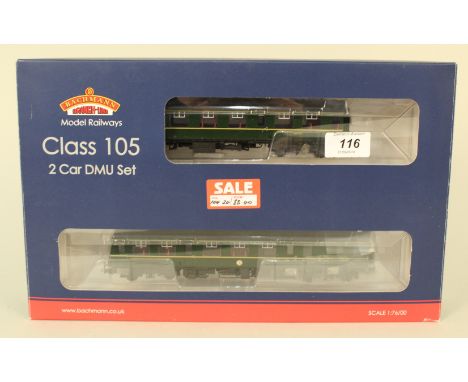 BACHMANN
BRANCH-LINE
Model Railways
Class 105
2 Car DMU Set
116
SALE
www.bachmann.co.uk
SCALE 1:76/OO